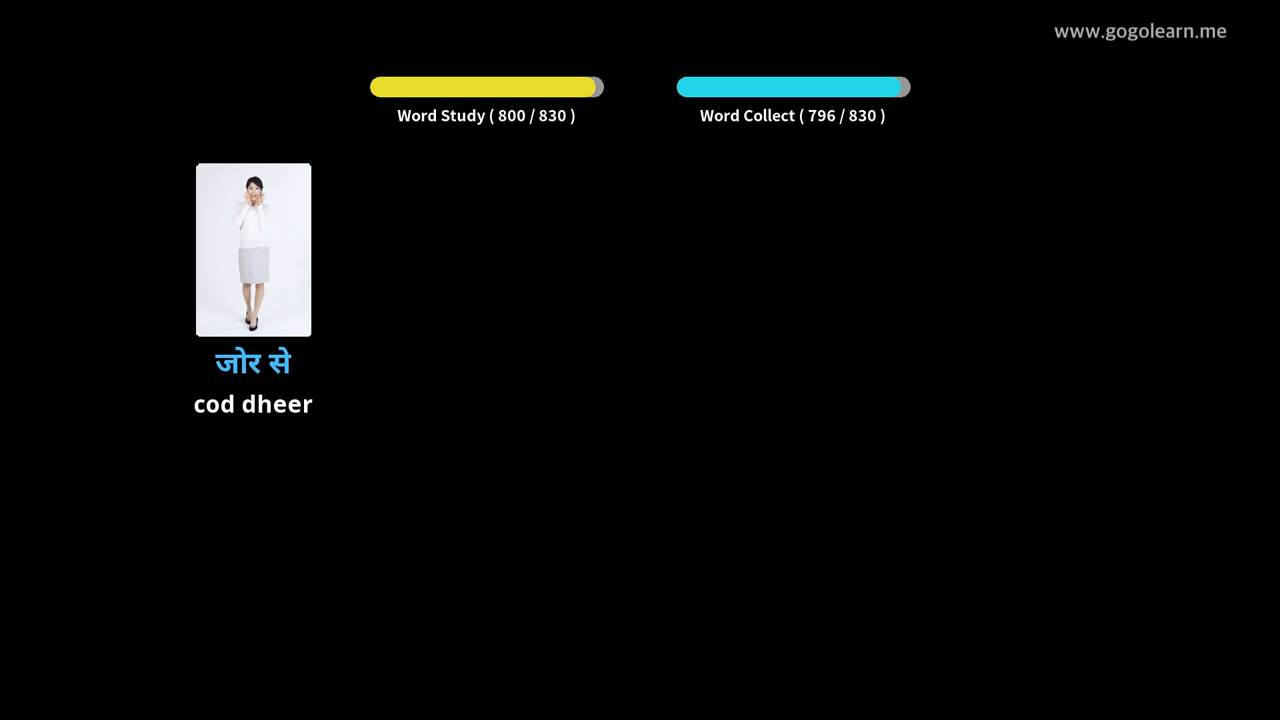 www.gogolearn.me
Word Study ( 800 / 830 )
Word Collect ( 796 / 830 )
जोर से
cod dheer